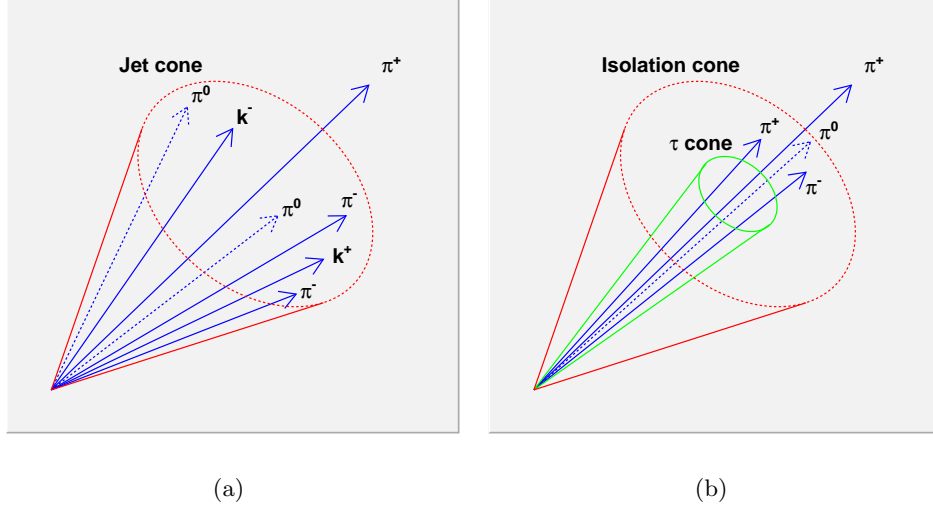 Jet cone
π⁺
π⁰
k⁻
π⁰
π⁻
k⁺
π⁻
(a)
Isolation cone
π⁺
τ cone
π⁺
π⁰
π⁻
(b)